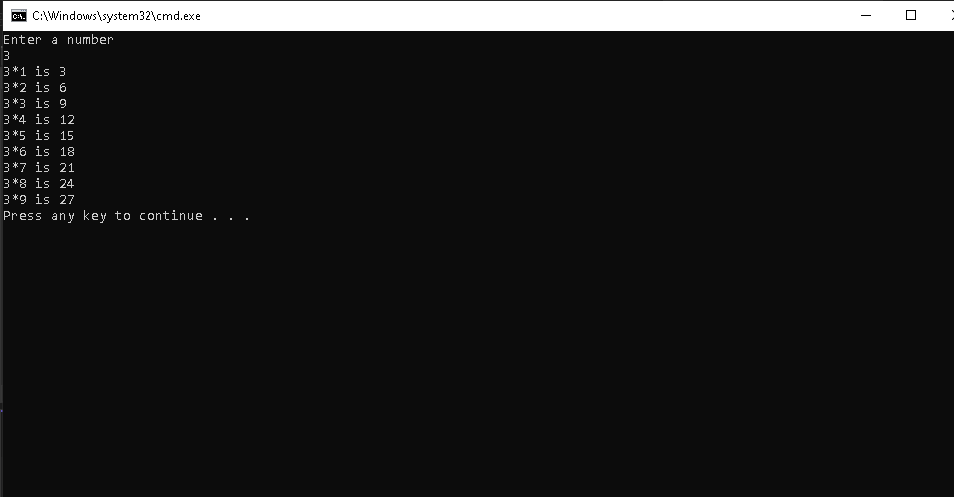 C:\Windows\system32\cmd.exe
Enter a number
3
3*1 is 3
3*2 is 6
3*3 is 9
3*4 is 12
3*5 is 15
3*6 is 18
3*7 is 21
3*8 is 24
3*9 is 27
Press any key to continue . . .